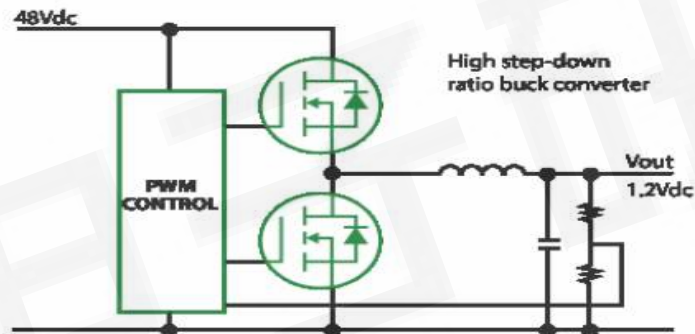 48Vdc
High step-down
ratio buck converter
PWM
CONTROL
Vout
1.2Vdc